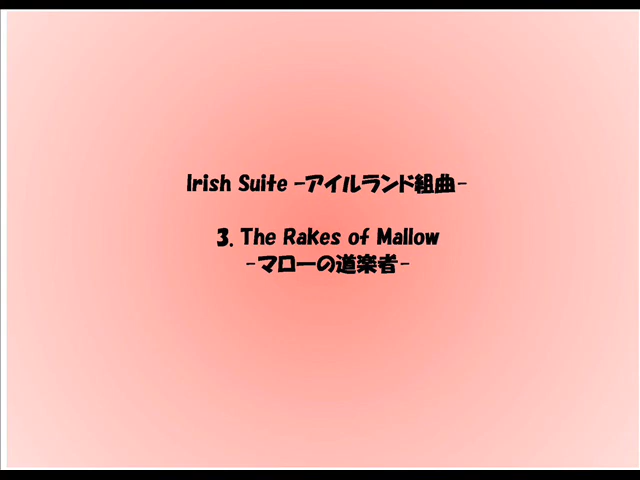 Irish Suite -アイルランド組曲-
3. The Rakes of Mallow
-マローの道楽者-